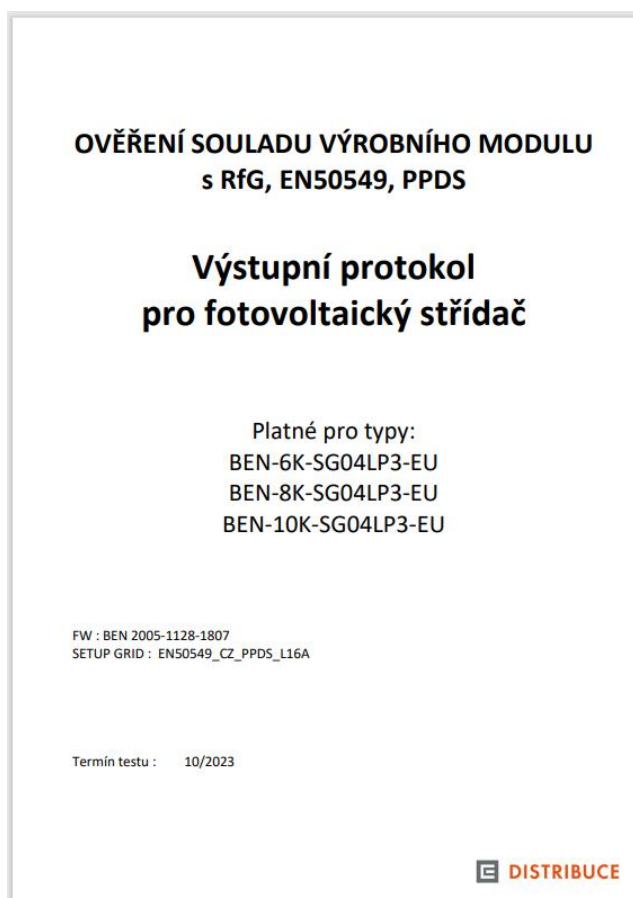 OVĚŘENÍ SOULADU VÝROBNÍHO MODULU
s RfG, EN50549, PPDS
Výstupní protokol
pro fotovoltaický střídač
Platné pro typy:
BEN-6K-SG04LP3-EU
BEN-8K-SG04LP3-EU
BEN-10K-SG04LP3-EU
FW : BEN 2005-1128-1807
SETUP GRID : EN50549_CZ_PPDS_L16A
Termín testu : 10/2023
DISTRIBUCE